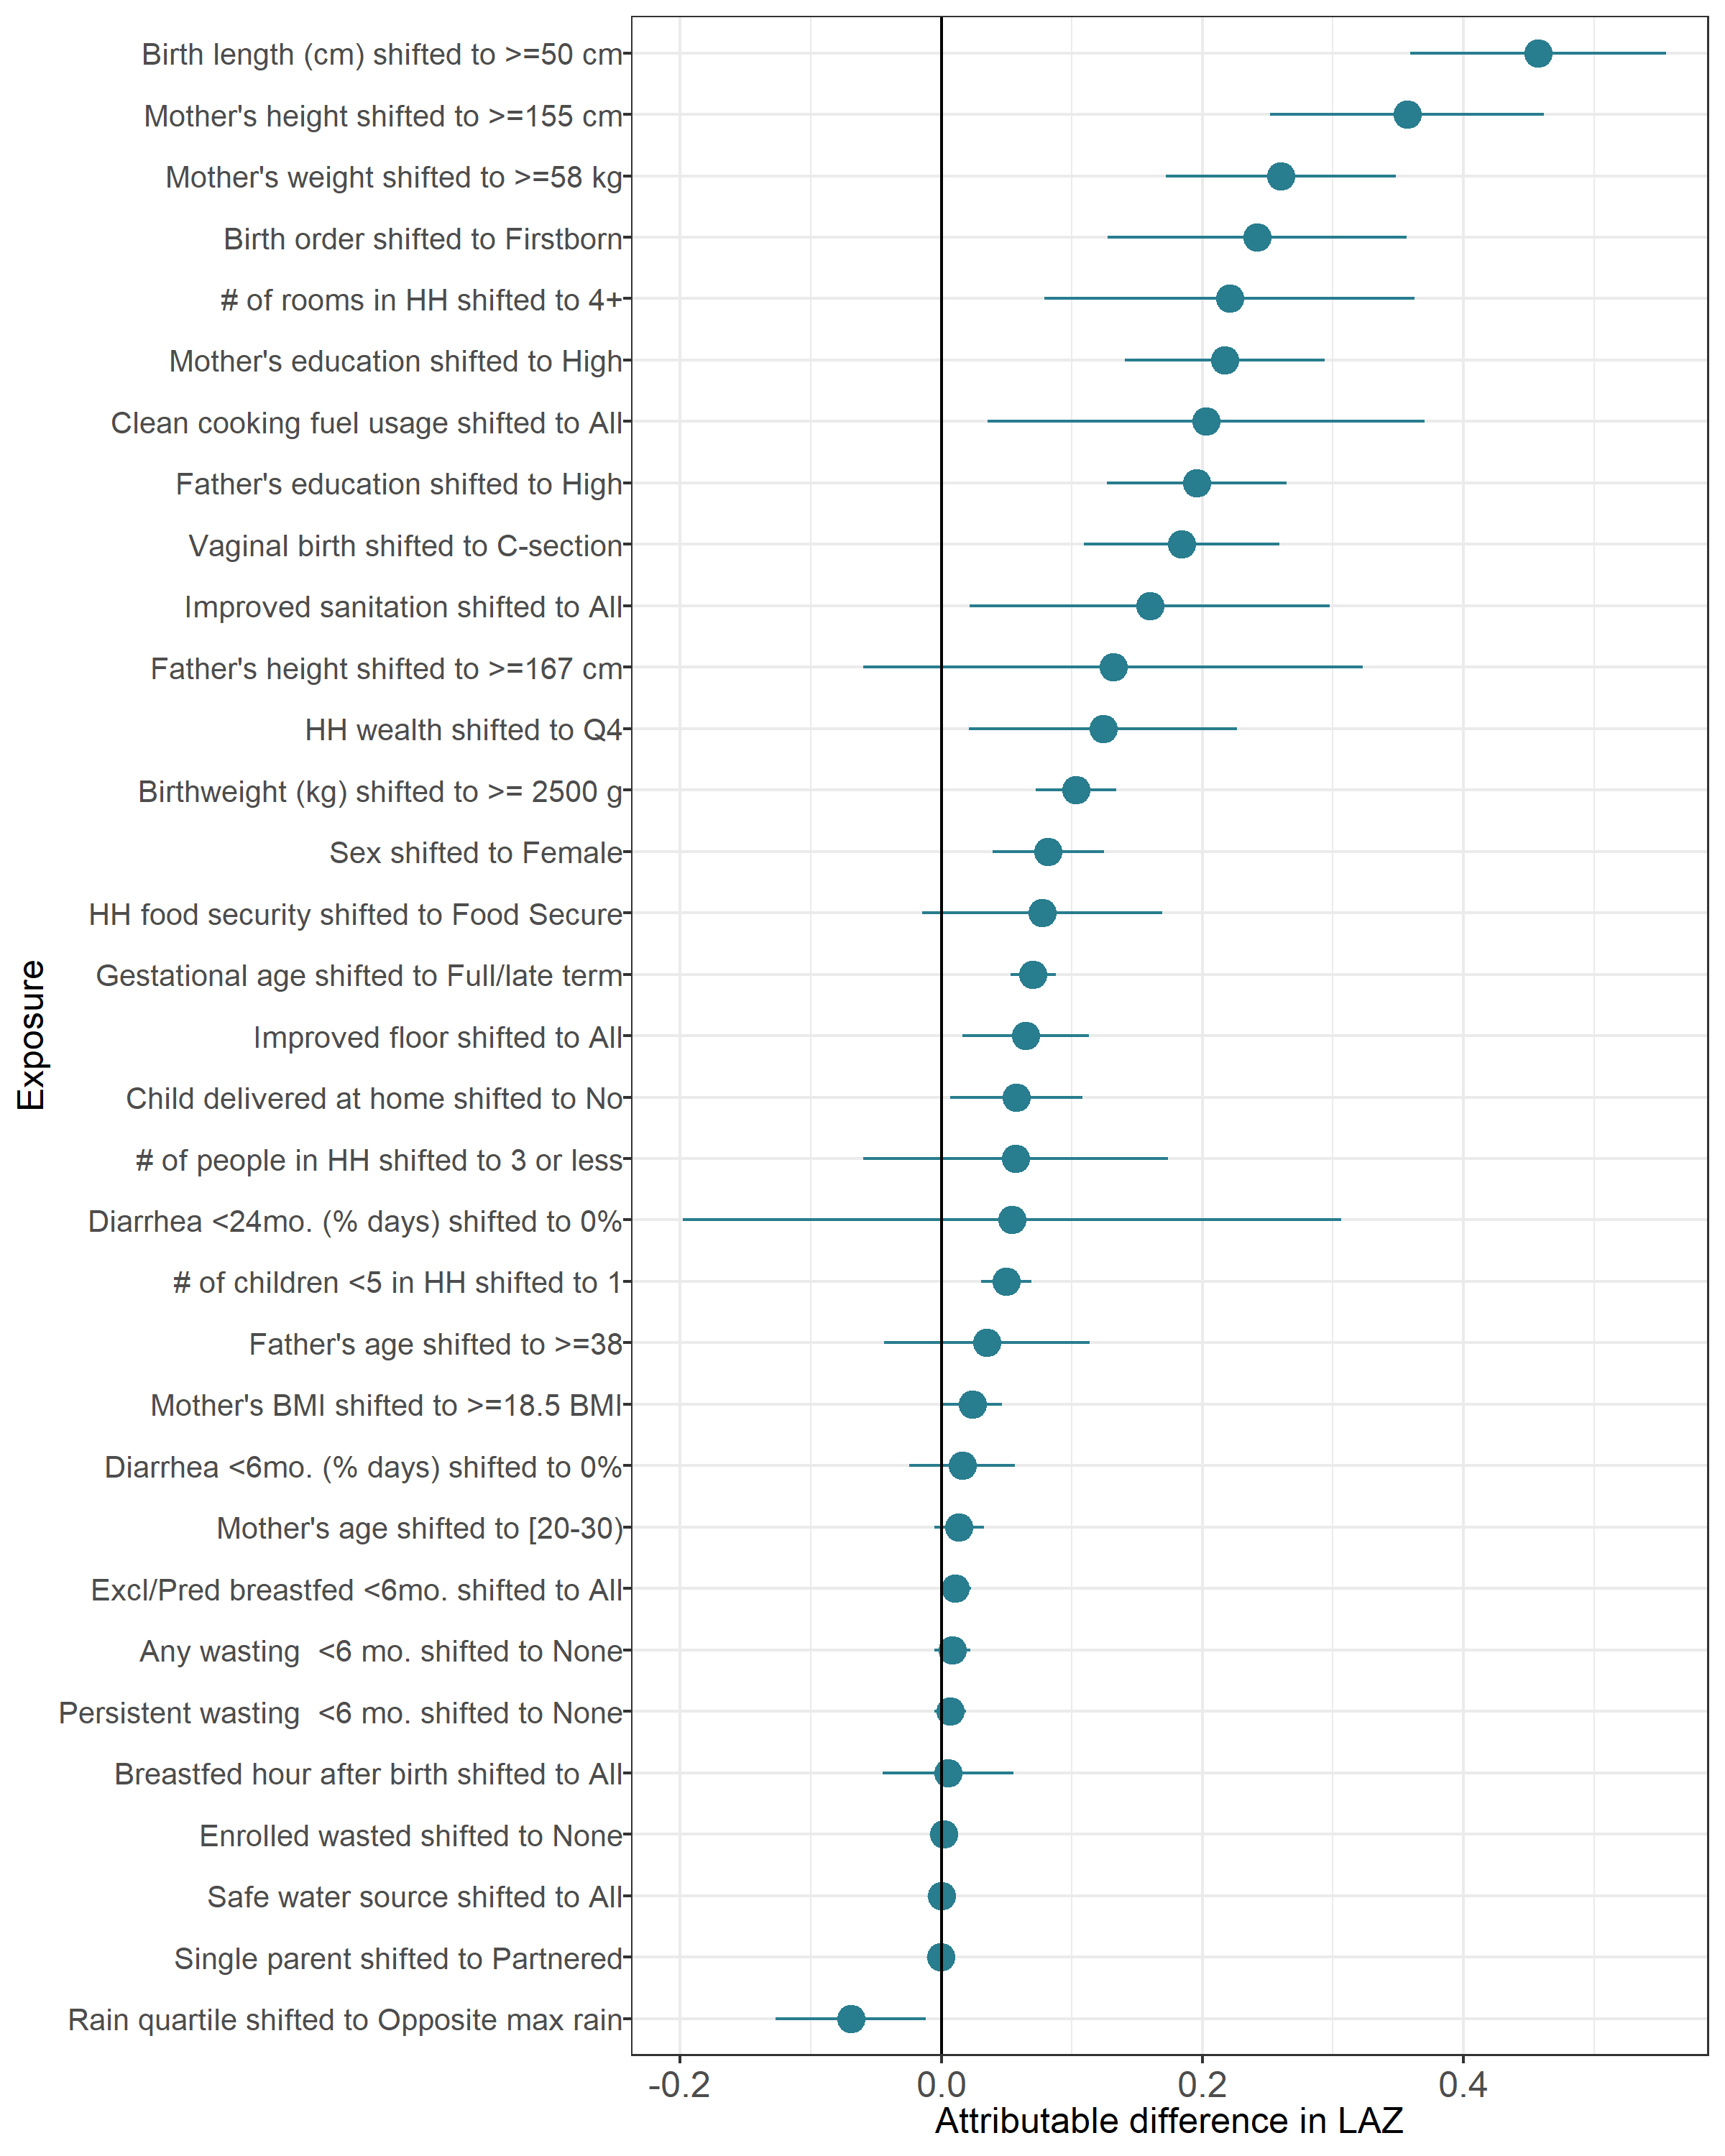 Birth length (cm) shifted to >=50 cm
Mother's height shifted to >=155 cm
Mother's weight shifted to >=58 kg
Birth order shifted to Firstborn
# of rooms in HH shifted to 4+
Mother's education shifted to High
Clean cooking fuel usage shifted to All
Father's education shifted to High
Vaginal birth shifted to C-section
Improved sanitation shifted to All
Father's height shifted to >=167 cm
HH wealth shifted to Q4
Birthweight (kg) shifted to >= 2500 g
Sex shifted to Female
HH food security shifted to Food Secure
Gestational age shifted to Full/late term
Improved floor shifted to All
Child delivered at home shifted to No
# of people in HH shifted to 3 or less
Diarrhea <24mo. (% days) shifted to 0%
# of children <5 in HH shifted to 1
Father's age shifted to >=38
Mother's BMI shifted to >=18.5 BMI
Diarrhea <6mo. (% days) shifted to 0%
Mother's age shifted to [20-30)
Excl/Pred breastfed <6mo. shifted to All
Any wasting  <6 mo. shifted to None
Persistent wasting  <6 mo. shifted to None
Breastfed hour after birth shifted to All
Enrolled wasted shifted to None
Safe water source shifted to All
Single parent shifted to Partnered
Rain quartile shifted to Opposite max rain
Exposure
-0.2 0.0 0.2 0.4
Attributable difference in LAZ